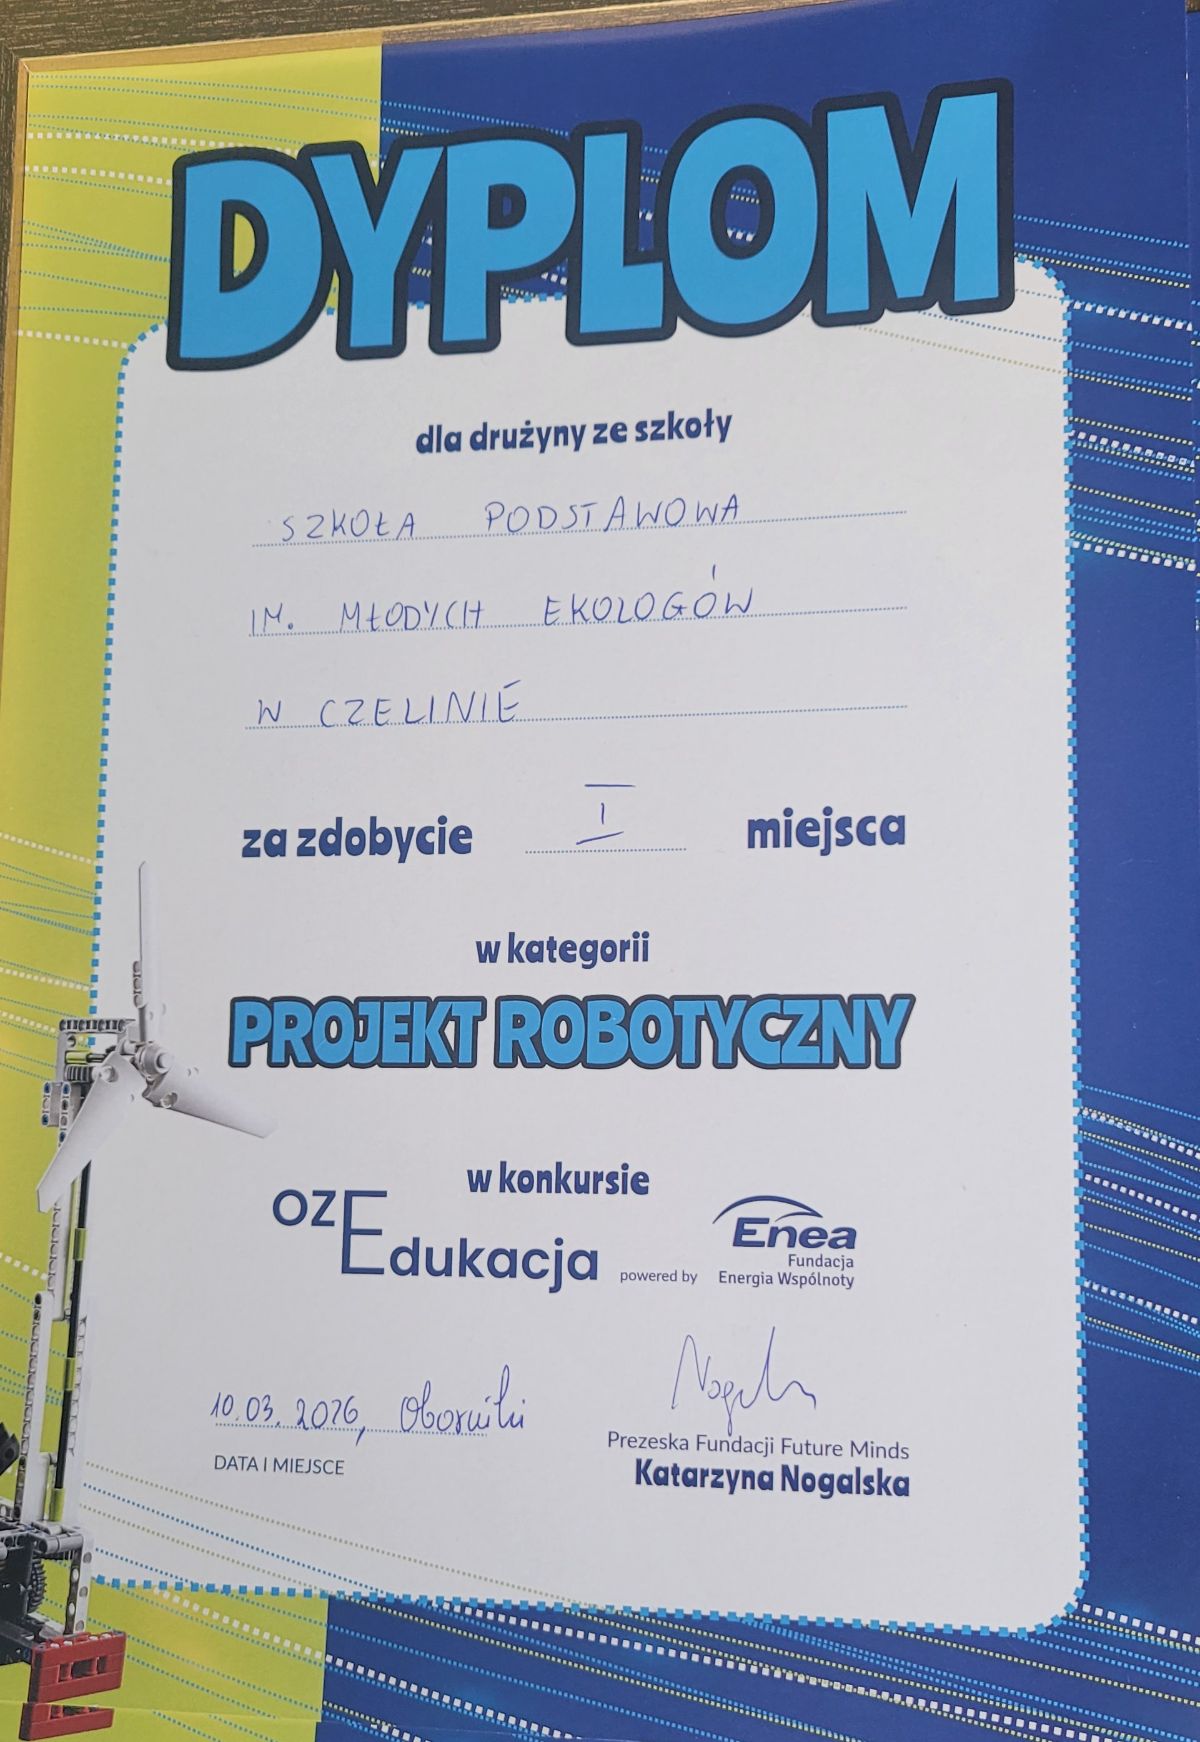 DYPLOM
dla drużyny ze szkoły
SZKOŁA PODSTAWOWA
IM. MŁODYCH EKOLOGÓW
W CZELINIE
za zdobycie I miejsca
w kategorii
PROJEKT ROBOTYCZNY
w konkursie
OZEdukacja
powered by
Enea
Fundacja
Energia Wspólnoty
10.03.2026, Oborniki
DATA I MIEJSCE
Prezeska Fundacji Future Minds
Katarzyna Nogalska